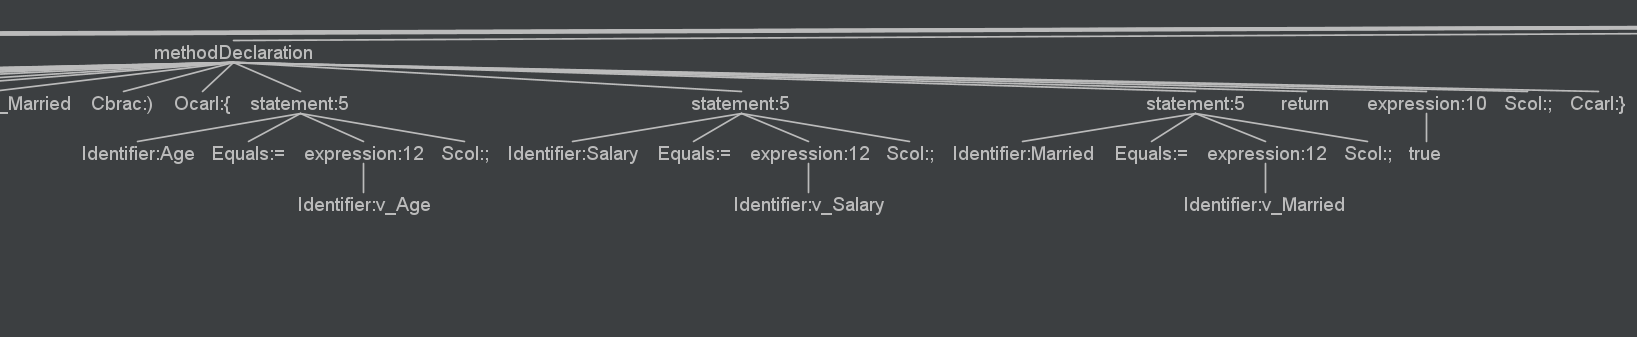 methodDeclaration
_Married Cbrac:) Ocarl:{ statement:5 statement:5 statement:5 return expression:10 Scol:; Ccarl:}
Identifier:Age Equals:= expression:12 Scol:; Identifier:Salary Equals:= expression:12 Scol:; Identifier:Married Equals:= expression:12 Scol:; true
Identifier:v_Age Identifier:v_Salary Identifier:v_Married